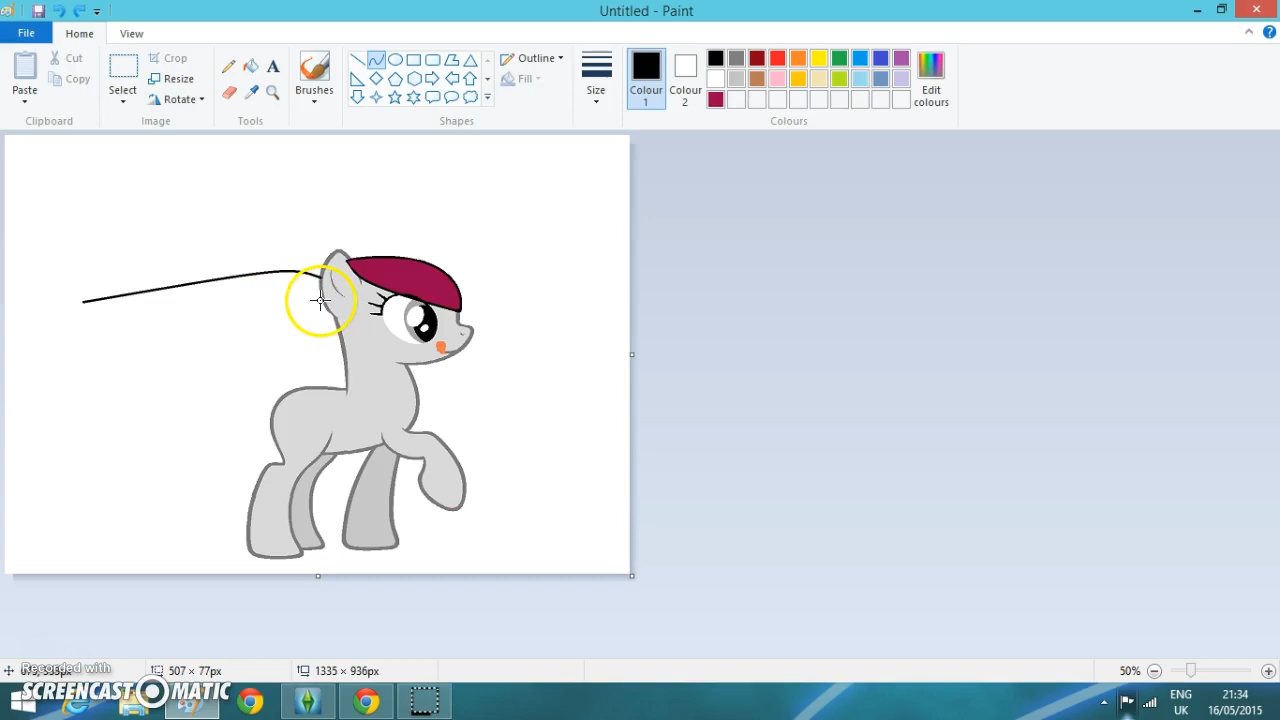 Untitled - Paint
File
Home
View
Paste
Cut
Copy
Clipboard
Select
Crop
Resize
Rotate
Image
A
Tools
Brushes
Outline
Fill
Shapes
Size
Colour 1
Colour 2
Edit colours
Colours
507 × 77px
1335 × 936px
50%
Recorded with
SCREENCAST MATIC
ENG
UK
21:34
16/05/2015